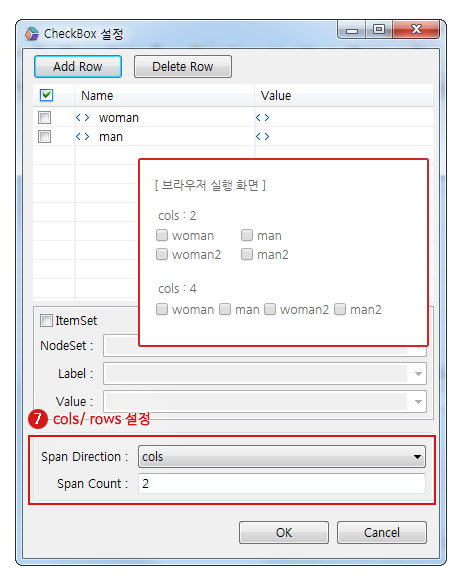 CheckBox 설정
Add Row Delete Row
Name Value
<> woman <>
<> man <>
[ 브라우저 실행 화면 ]
cols : 2
woman man
woman2 man2
cols : 4
woman man woman2 man2
ItemSet
NodeSet :
Label :
Value :
7 cols/ rows 설정
Span Direction : cols
Span Count : 2
OK Cancel